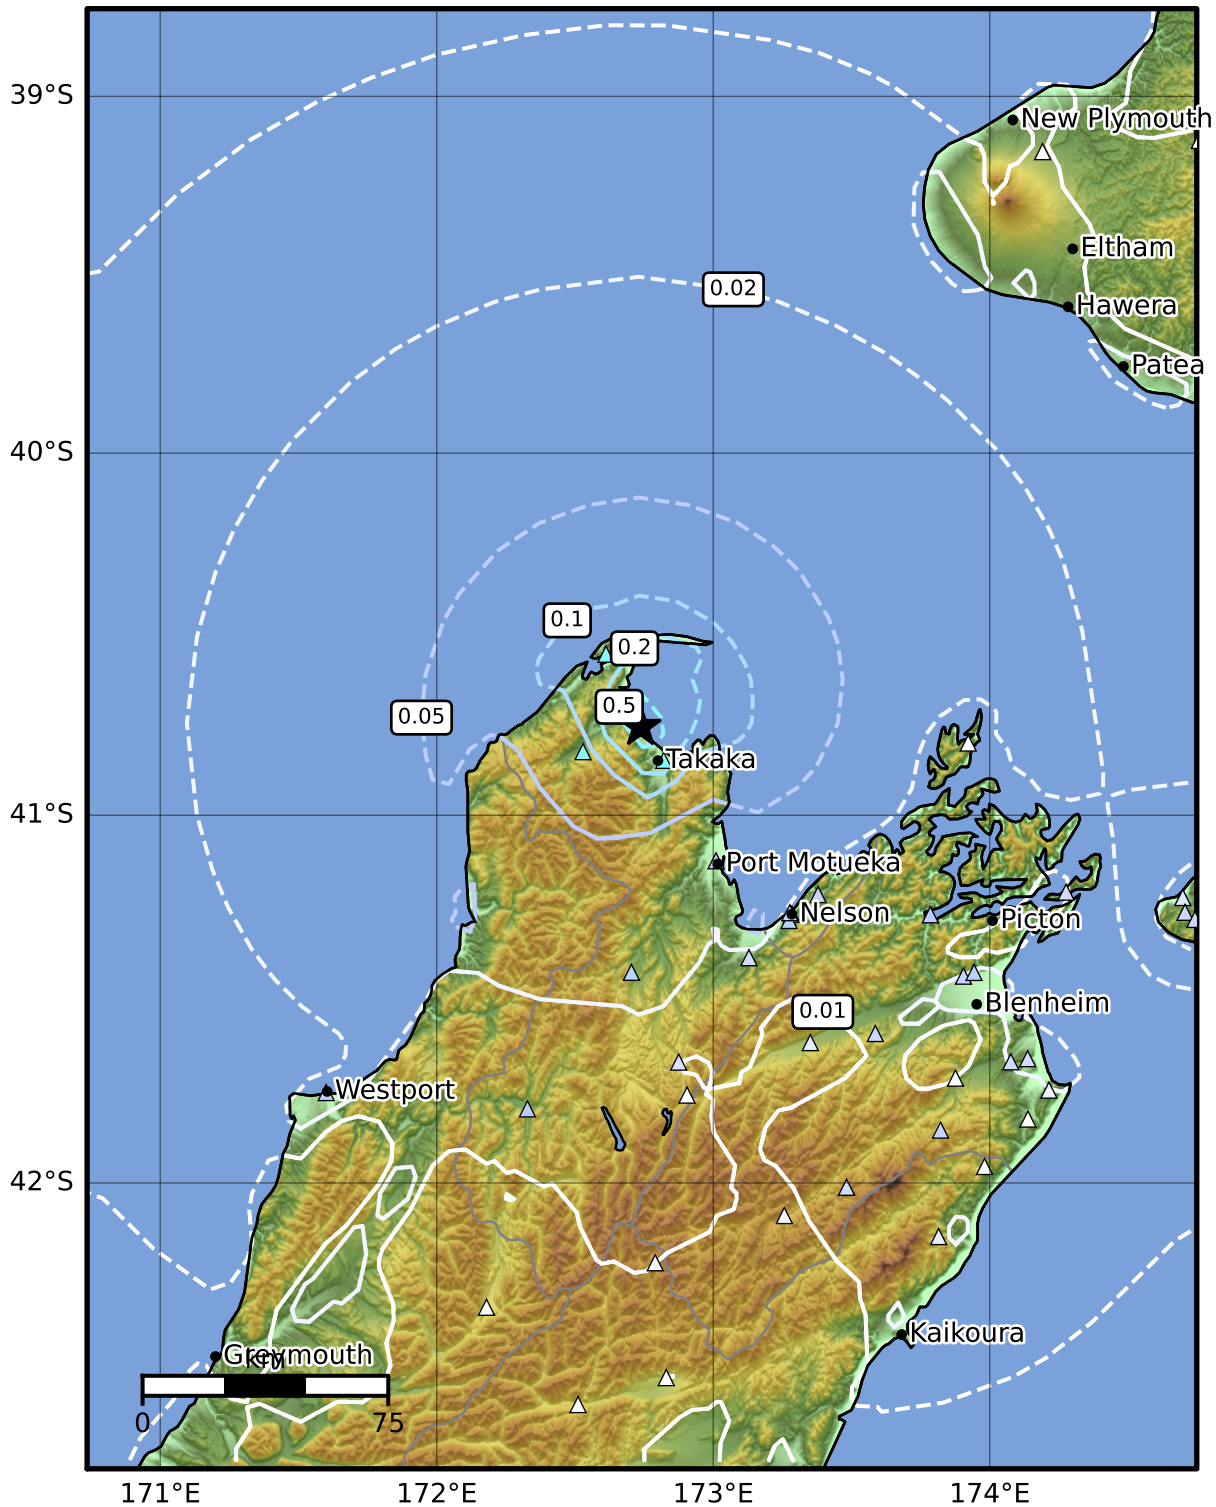 39°S
New Plymouth
Eltham
0.02
Hawera
Patea
40°S
0.1
0.2
0.5
0.05
Takaka
41°S
Port Motueka
Nelson
Picton
Blenheim
0.01
Westport
42°S
Kaikoura
Greymouth
km
0
75
171°E
172°E
173°E
174°E